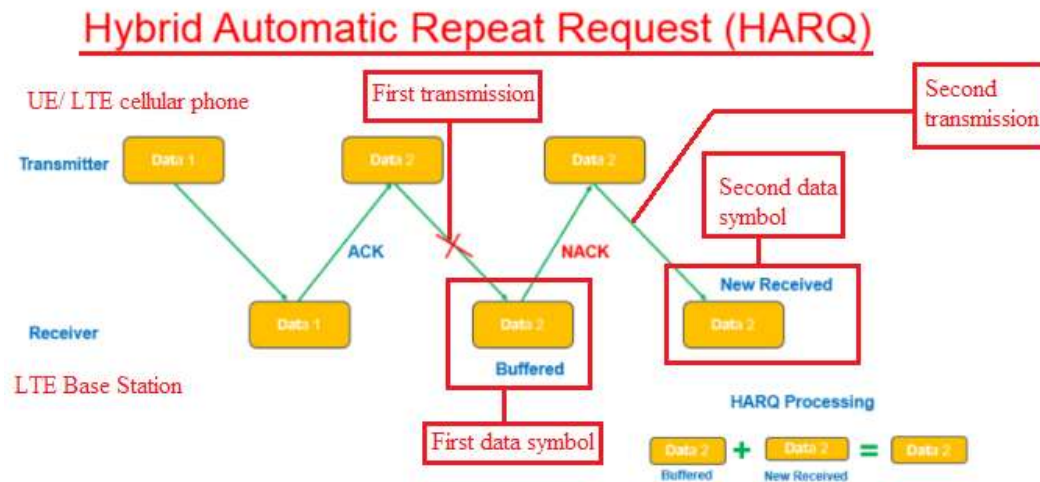 Hybrid Automatic Repeat Request (HARQ)
UE/ LTE cellular phone
First transmission
Second
transmission
Transmitter
Data 1
Data 2
Data 2
Second data
symbol
ACK
NACK
New Received
Receiver
Data 1
Data 2
Data 2
Buffered
LTE Base Station
HARQ Processing
First data symbol
Data 2 + Data 2 = Data 2
Buffered New Received